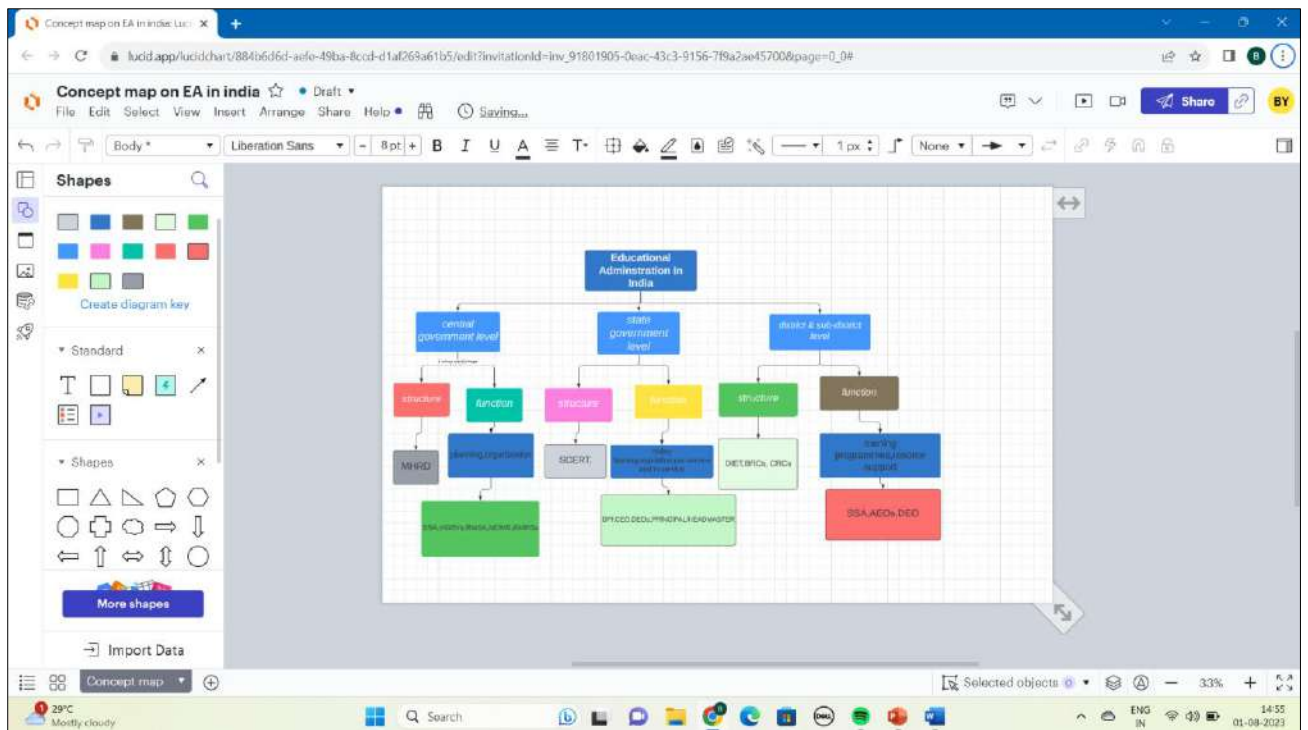 Concept map on EA in india: Luci
lucid.app/lucidchart/884b6d6d-aefe-49ba-8ccd-d1af269a61b5/edit?invitationId=inv_91801905-0eac-43c3-9156-7f9a2ae45700&page=0_0#
B
Concept map on EA in india
Draft
File Edit Select View Insert Arrange Share Help
Saving...
Share
BY
Body *
Liberation Sans
8 pt
B I U A
1 px
None
Shapes
Create diagram key
Standard
T
Shapes
More shapes
Import Data
Educational
Adminstration in
India
central
government level
state
government
level
district & sub-district
level
structure
function
structure
function
structure
function
MHRD
planning,organization
SCERT,
DIET,BRCs, CRCs
training
programmes,resource
support
DPI,CEO,DEOs,PRINCIPAL/HEADMASTER
SSA,AEOs,DEO
Concept map
Selected objects 0
33%
29°C
Mostly cloudy
Search
DELL
ENG
IN
14:55
01-08-2023